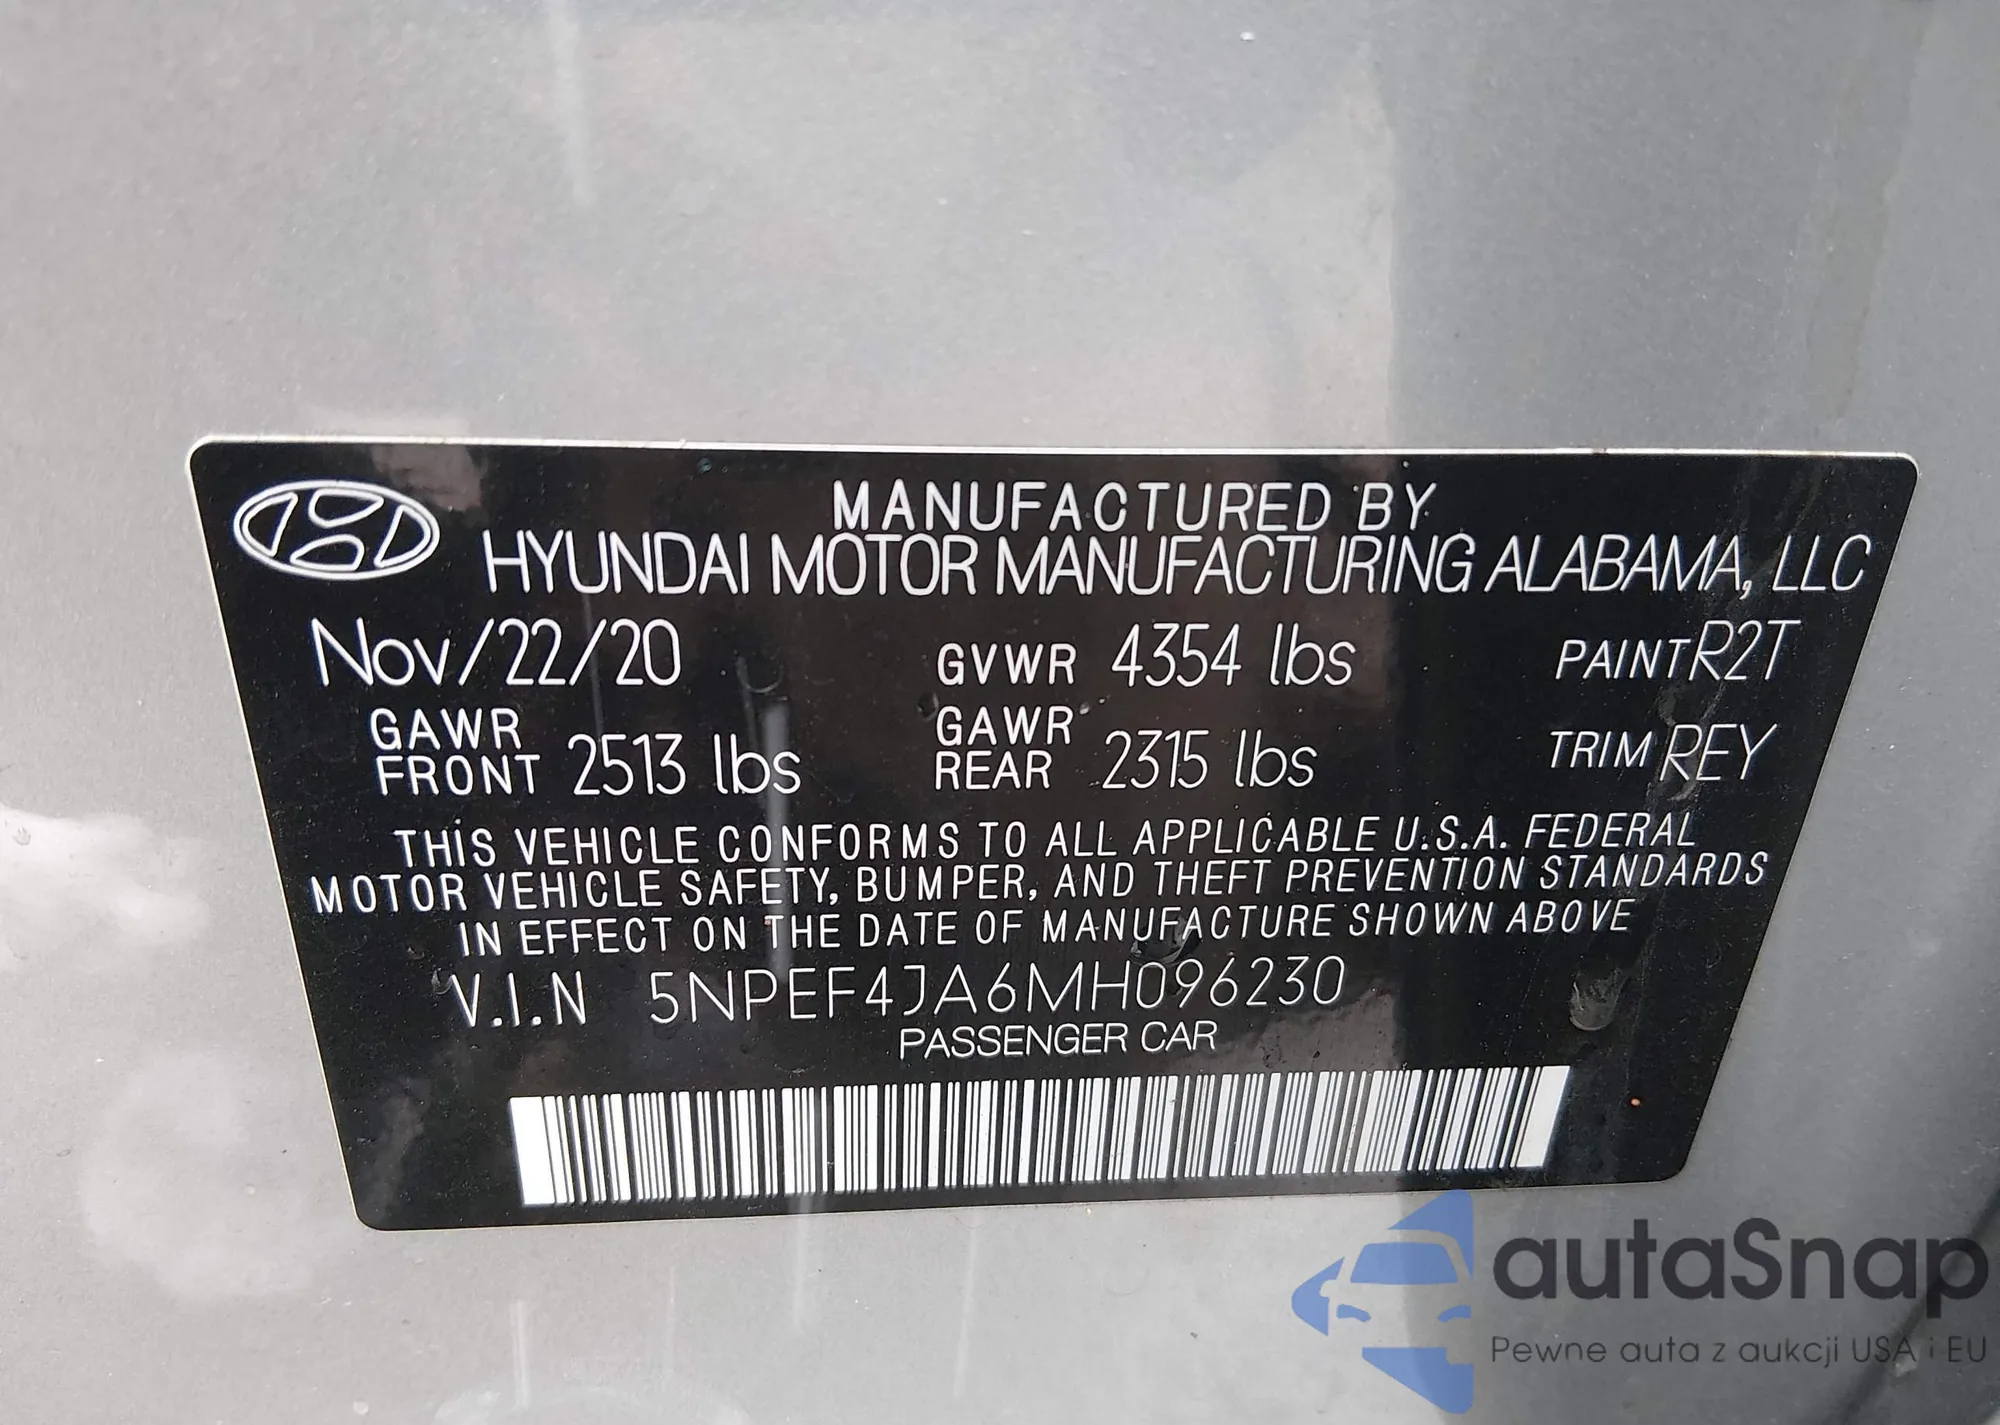 MANUFACTURED BY
HYUNDAI MOTOR MANUFACTURING ALABAMA, LLC
Nov/22/20 GVWR 4354 lbs PAINT R2T
GAWR FRONT 2513 lbs GAWR REAR 2315 lbs TRIM REY
THIS VEHICLE CONFORMS TO ALL APPLICABLE U.S.A. FEDERAL
MOTOR VEHICLE SAFETY, BUMPER, AND THEFT PREVENTION STANDARDS
IN EFFECT ON THE DATE OF MANUFACTURE SHOWN ABOVE
V.I.N 5NPEF4JA6MH096230
PASSENGER CAR
autaSnap
Pewne auta z aukcji USA i EU